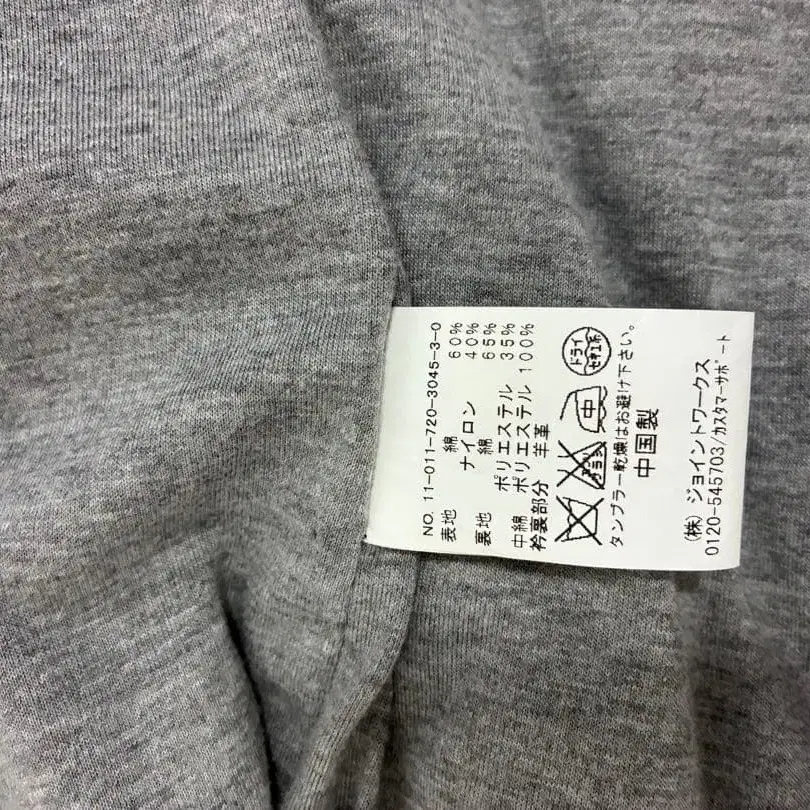 NO. 11-011-720-3045-3-0
表地 綿 60%
ナイロン 40%
裏地 綿 65%
ポリエステル 35%
中綿 ポリエステル 100%
衿裏部分 羊革
中 ドライ セキユ系
タンブラー乾燥はお避け下さい。
中国製
(株) ジョイントワークス
0120-545703/カスタマーサポート